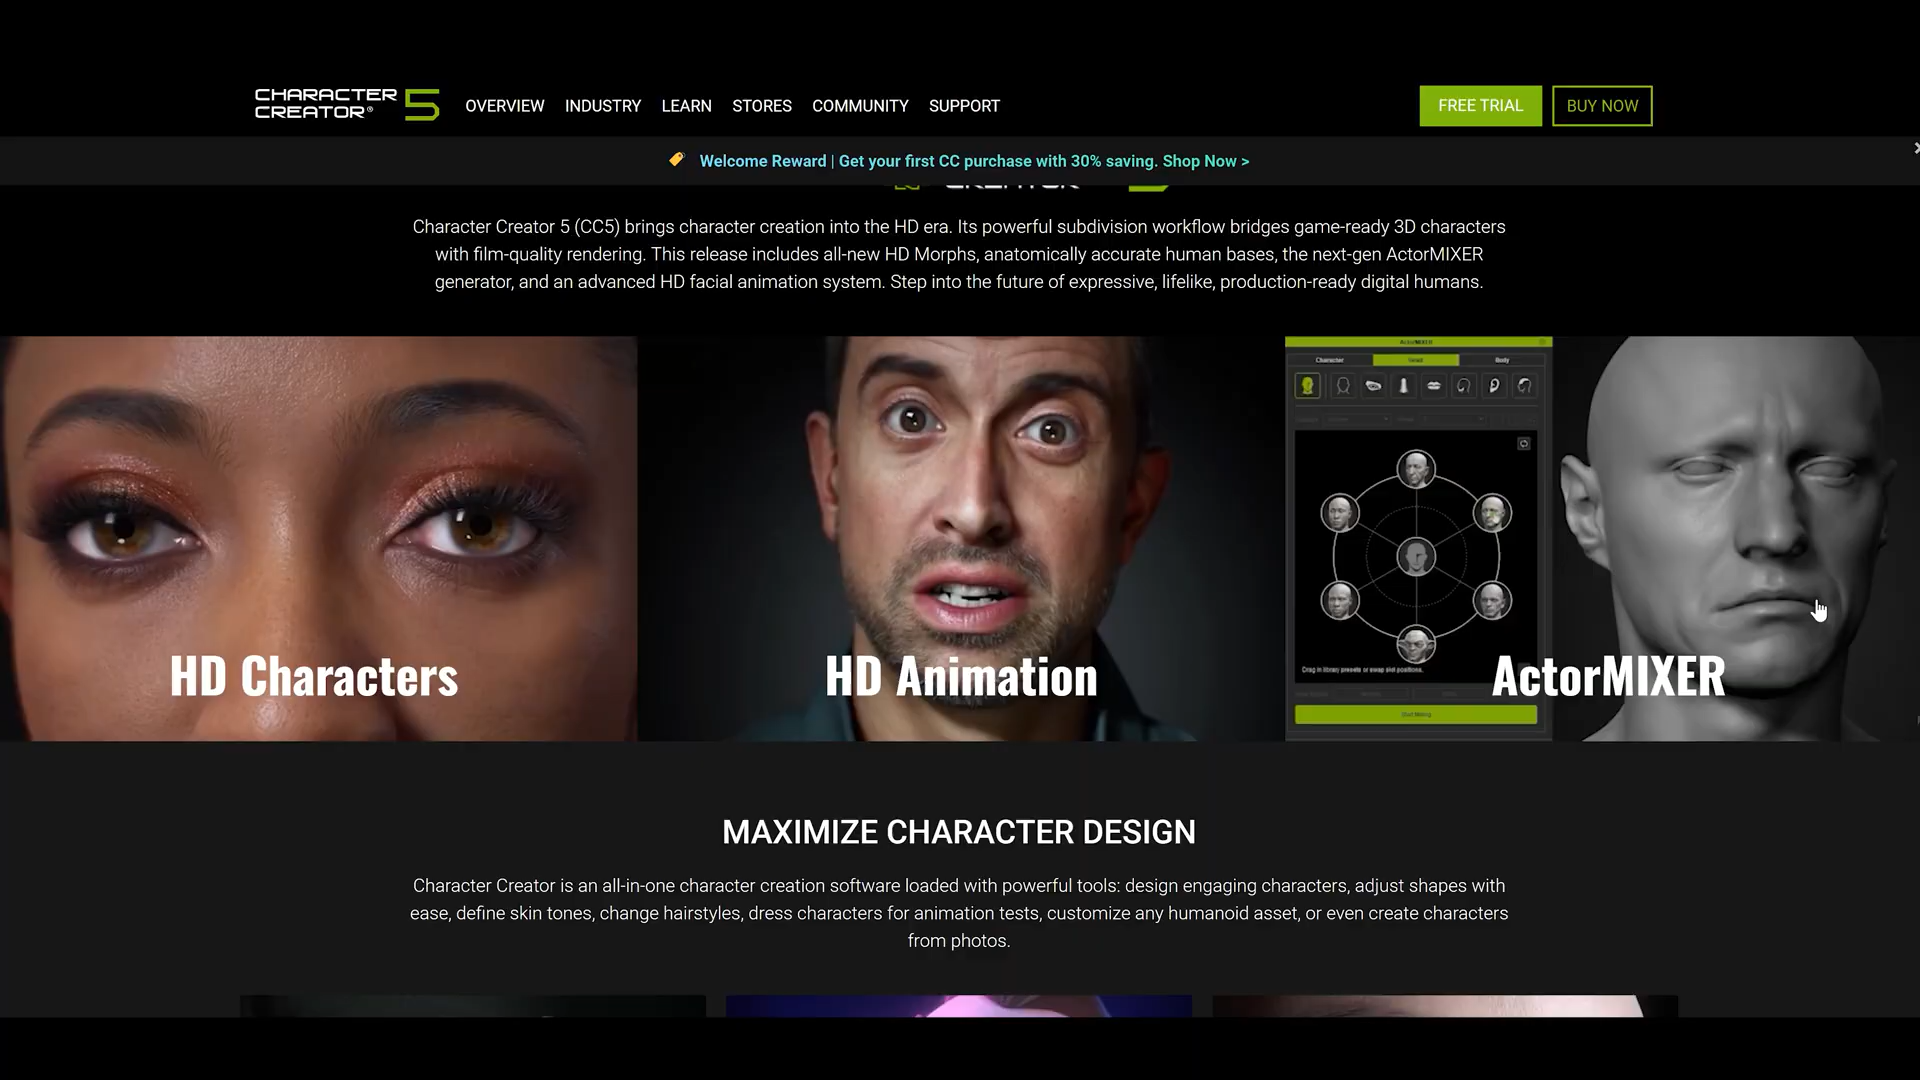 CHARACTER CREATOR® 5
OVERVIEW INDUSTRY LEARN STORES COMMUNITY SUPPORT
FREE TRIAL BUY NOW
Welcome Reward | Get your first CC purchase with 30% saving. Shop Now >
Character Creator 5 (CC5) brings character creation into the HD era. Its powerful subdivision workflow bridges game-ready 3D characters
with film-quality rendering. This release includes all-new HD Morphs, anatomically accurate human bases, the next-gen ActorMIXER
generator, and an advanced HD facial animation system. Step into the future of expressive, lifelike, production-ready digital humans.
ActorMIXER
Character Head Body
Drag in library presets or swap slot positions.
Start Mixing
HD Characters
HD Animation
ActorMIXER
MAXIMIZE CHARACTER DESIGN
Character Creator is an all-in-one character creation software loaded with powerful tools: design engaging characters, adjust shapes with
ease, define skin tones, change hairstyles, dress characters for animation tests, customize any humanoid asset, or even create characters
from photos.